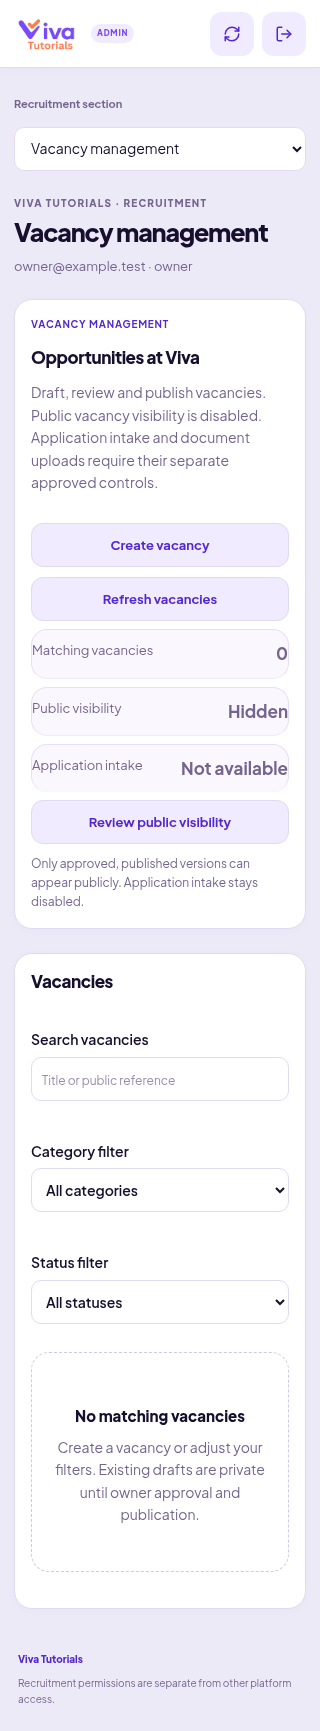 Viva
Tutorials
ADMIN
Recruitment section
Vacancy management
VIVA TUTORIALS · RECRUITMENT
Vacancy management
owner@example.test · owner
VACANCY MANAGEMENT
Opportunities at Viva
Draft, review and publish vacancies.
Public vacancy visibility is disabled.
Application intake and document
uploads require their separate
approved controls.
Create vacancy
Refresh vacancies
Matching vacancies 0
Public visibility Hidden
Application intake Not available
Review public visibility
Only approved, published versions can
appear publicly. Application intake stays
disabled.
Vacancies
Search vacancies
Title or public reference
Category filter
All categories
Status filter
All statuses
No matching vacancies
Create a vacancy or adjust your
filters. Existing drafts are private
until owner approval and
publication.
Viva Tutorials
Recruitment permissions are separate from other platform
access.